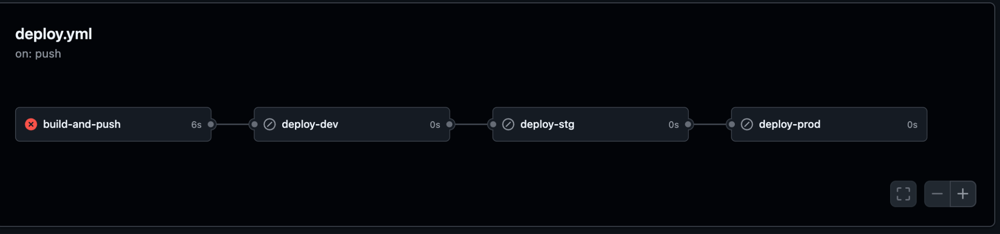 deploy.yml
on: push
build-and-push 6s
deploy-dev 0s
deploy-stg 0s
deploy-prod 0s